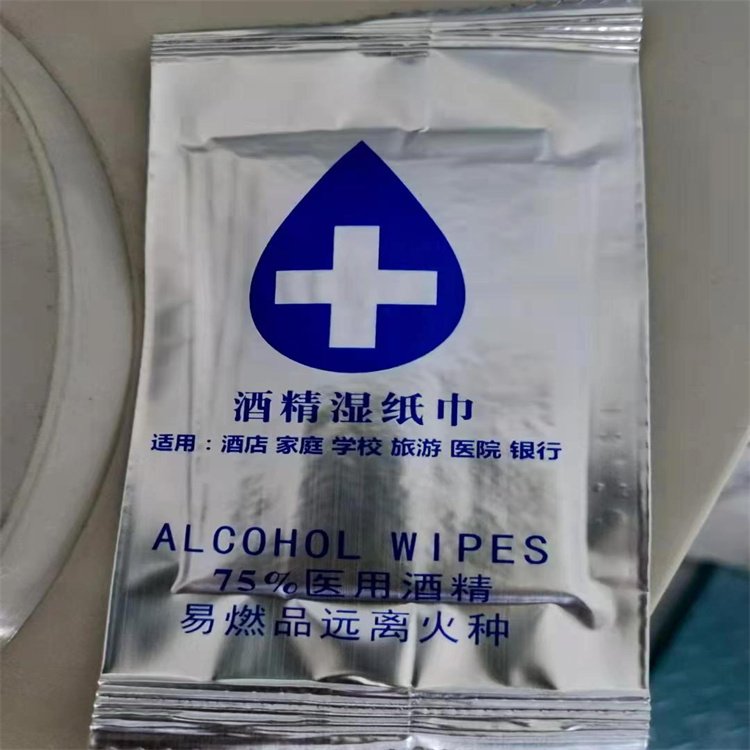 酒精湿纸巾
适用：酒店 家庭 学校 旅游 医院 银行
ALCOHOL WIPES
75%医用酒精
易燃品远离火种